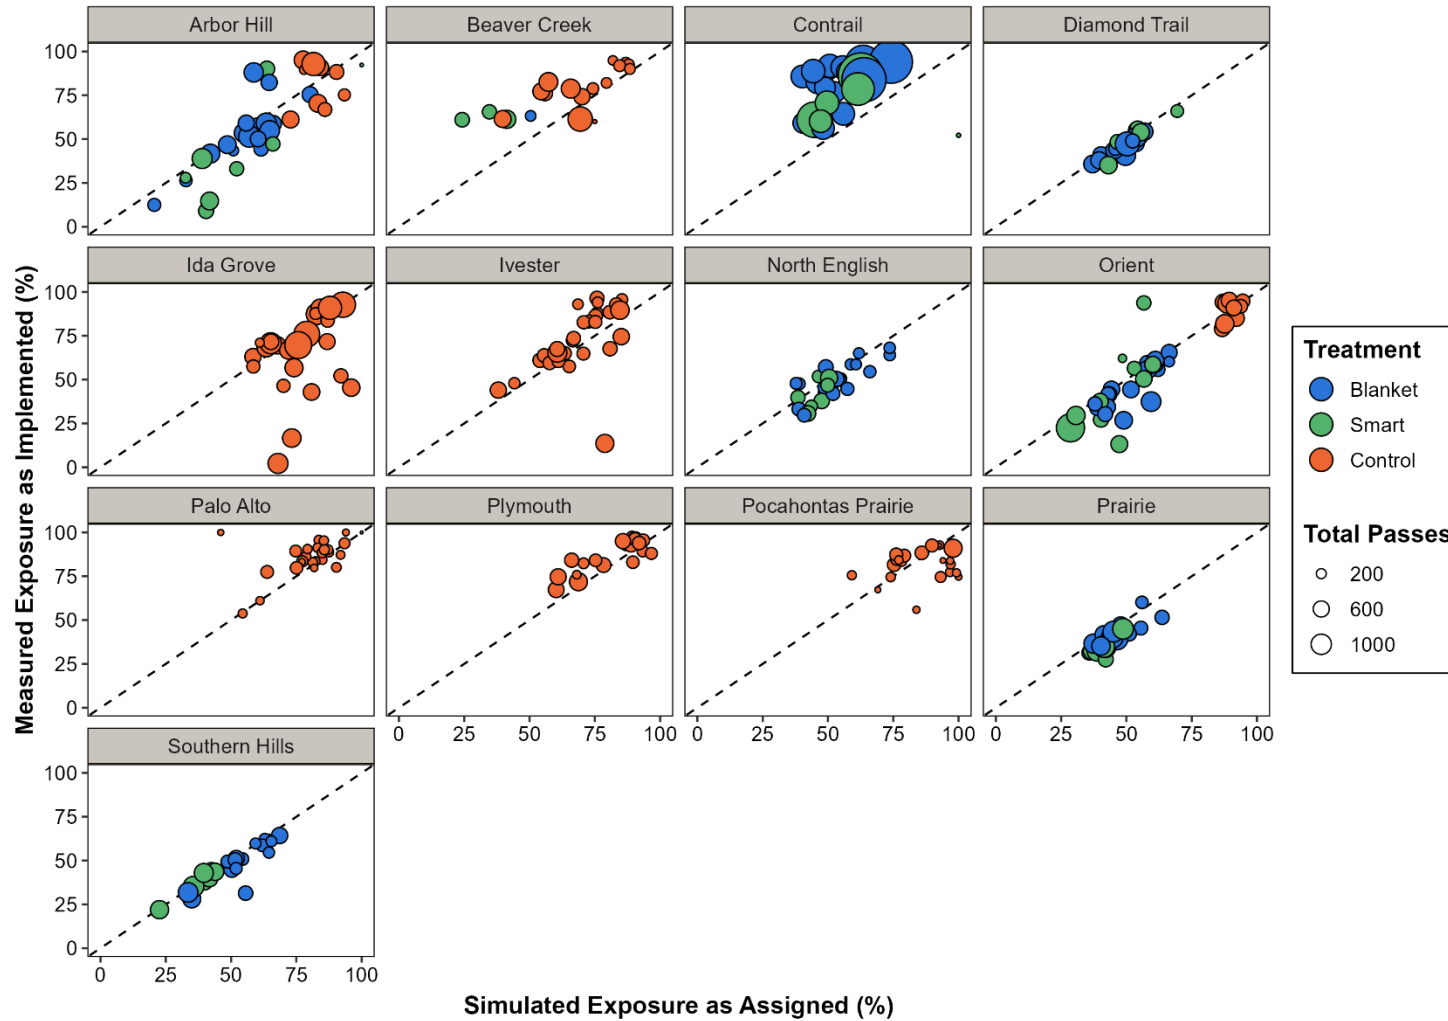 Arbor Hill
Beaver Creek
Contrail
Diamond Trail
100
75
50
25
0
Ida Grove
Ivester
North English
Orient
100
75
50
25
0
Palo Alto
Plymouth
Pocahontas Prairie
Prairie
100
75
50
25
0
0 25 50 75 100
0 25 50 75 100
0 25 50 75 100
Southern Hills
100
75
50
25
0
0 25 50 75 100
Measured Exposure as Implemented (%)
Simulated Exposure as Assigned (%)
Treatment
Blanket
Smart
Control
Total Passes
200
600
1000